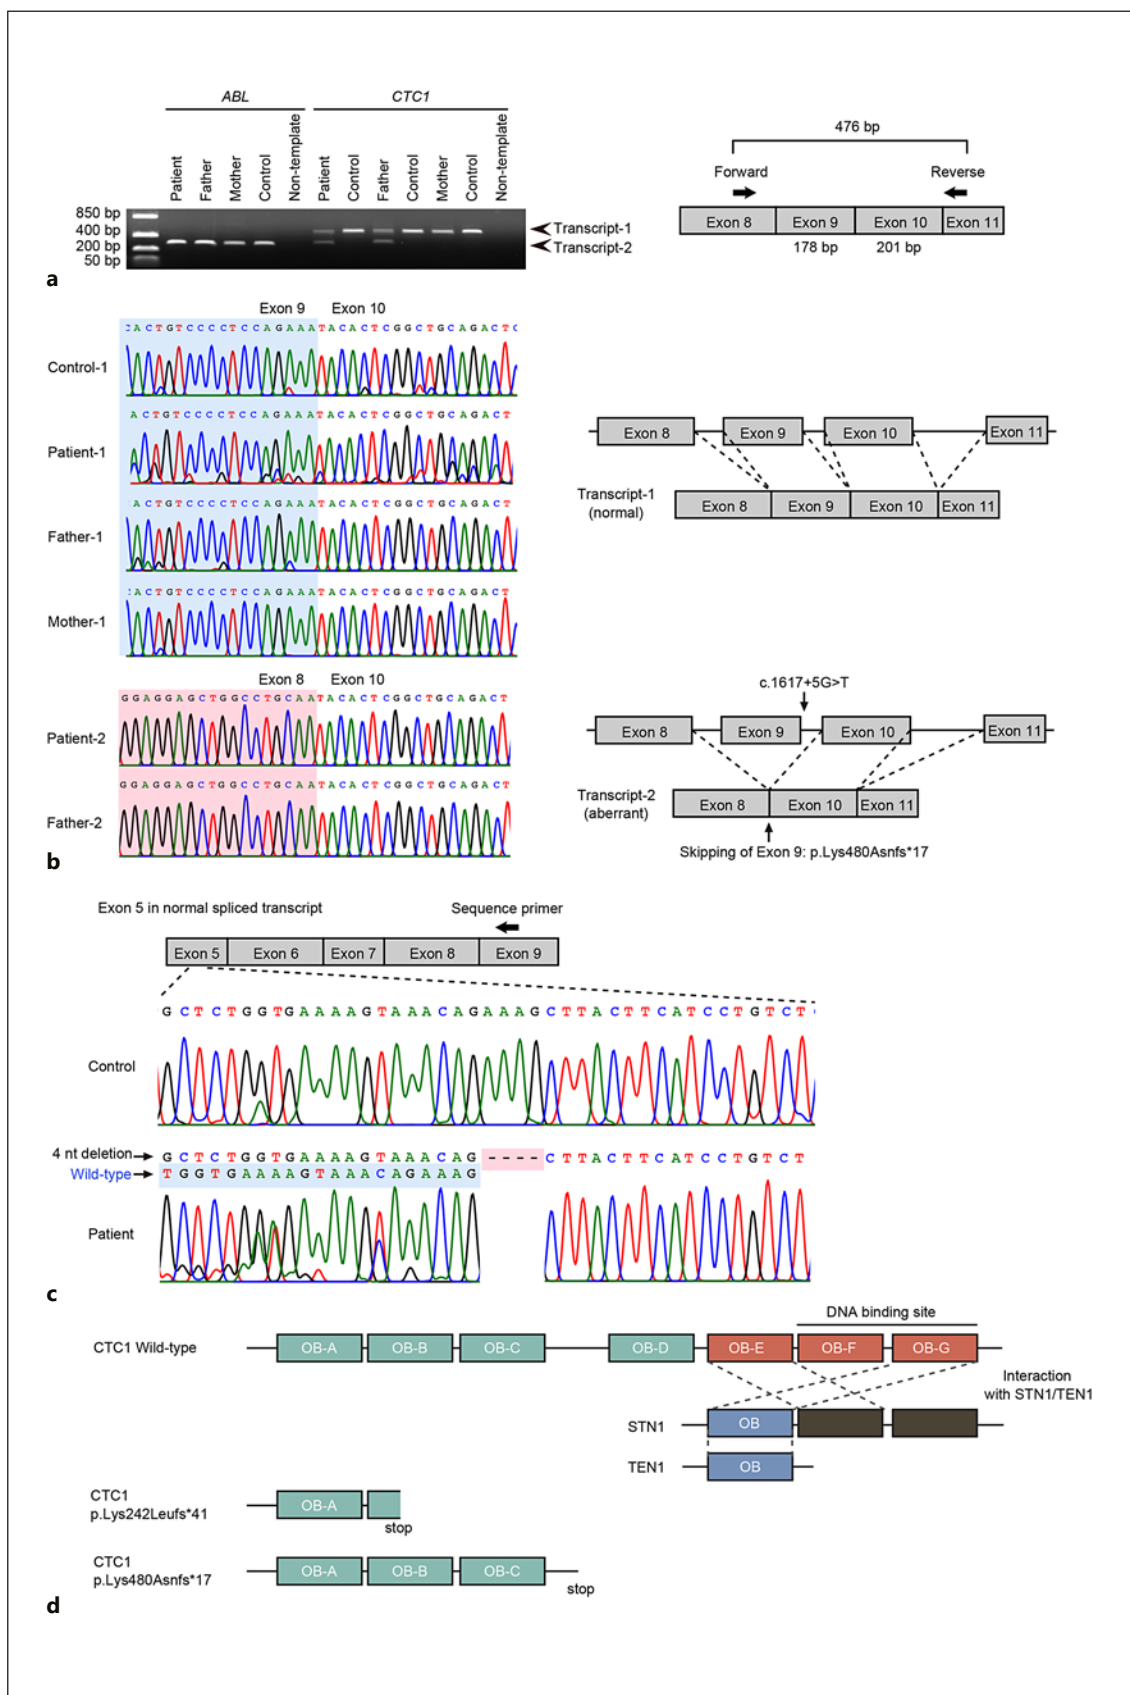 ABL CTC1
Patient Father Mother Control Non-template Patient Control Father Control Mother Control Non-template
850 bp
400 bp
200 bp
50 bp
Transcript-1
Transcript-2
476 bp
Forward Reverse
Exon 8 Exon 9 Exon 10 Exon 11
178 bp 201 bp
a
Exon 9 Exon 10
CACTGTCCCCTCCAGAAATACACTCGGCTGCAGACTC
Control-1
ACTGTCCCCTCCAGAAATACACTCGGCTGCAGACT
Patient-1
CACTGTCCCCTCCAGAAATACACTCGGCTGCAGACT
Father-1
CACTGTCCCCTCCAGAAATACACTCGGCTGCAGACT
Mother-1
Exon 8 Exon 9 Exon 10 Exon 11
Transcript-1
(normal)
Exon 8 Exon 9 Exon 10 Exon 11
Exon 8 Exon 10
GGAGGAGCTGGCCTGCAATACACTCGGCTGCAGACT
Patient-2
GGAGGAGCTGGCCTGCAATACACTCGGCTGCAGACT
Father-2
c.1617+5G>T
Exon 8 Exon 9 Exon 10 Exon 11
Transcript-2
(aberrant)
Exon 8 Exon 10 Exon 11
Skipping of Exon 9: p.Lys480Asnfs*17
b
Exon 5 in normal spliced transcript Sequence primer
Exon 5 Exon 6 Exon 7 Exon 8 Exon 9
GCTCTGGTGAAAAGTAAACAGAAAGCTTACTTCATCCTGTCT
Control
4 nt deletion GCTCTGGTGAAAAGTAAACAG----CTTACTTCATCCTGTCT
Wild-type TGGTGAAAAGTAAACAGAAAG
Patient
c
DNA binding site
CTC1 Wild-type OB-A OB-B OB-C OB-D OB-E OB-F OB-G
Interaction
with STN1/TEN1
STN1 OB
TEN1 OB
CTC1
p.Lys242Leufs*41
OB-A
stop
CTC1
p.Lys480Asnfs*17
OB-A OB-B OB-C
stop
d